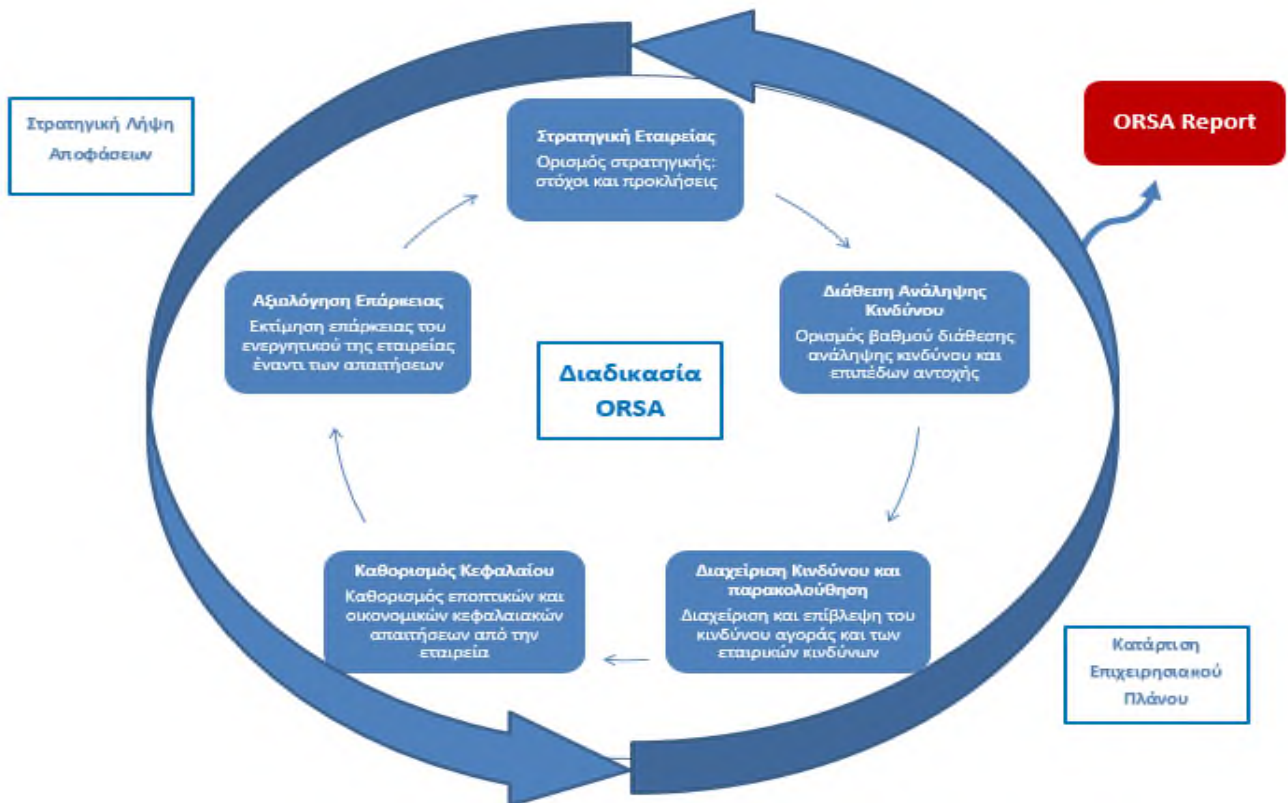 Στρατηγική Λήψη
Αποφάσεων
ORSA Report
Στρατηγική Εταιρείας
Ορισμός στρατηγικής:
στόχοι και προκλήσεις
Αξιολόγηση Επάρκειας
Εκτίμηση επάρκειας του
ενεργητικού της εταιρείας
έναντι των απαιτήσεων
Διάθεση Ανάληψης
Κινδύνου
Ορισμός βαθμού διάθεσης
ανάληψης κινδύνου και
επιπέδων αντοχής
Διαδικασία
ORSA
Καθορισμός Κεφαλαίου
Καθορισμός εποπτικών και
οικονομικών κεφαλαιακών
απαιτήσεων από την
εταιρεία
Διαχείριση Κινδύνου και
παρακολούθηση
Διαχείριση και επίβλεψη του
κινδύνου αγοράς και των
εταιρικών κινδύνων
Κατάρτιση
Επιχειρησιακού
Πλάνου